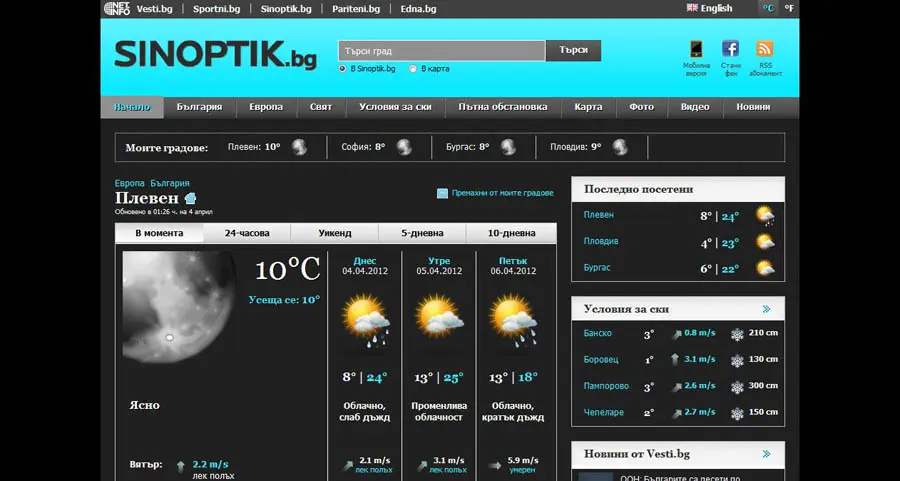 NET INFO Vesti.bg | Sportni.bg | Sinoptik.bg | Pariteni.bg | Edna.bg English °C °F
SINOPTIK.bg
Търси град Търси
В Sinoptik.bg В карта
Мобилна версия Стани фен RSS абонамент
Начало България Европа Свят Условия за ски Пътна обстановка Карта Фото Видео Новини
Моите градове: Плевен: 10° София: 8° Бургас: 8° Пловдив: 9°
Европа България
Плевен
Обновено в 01:26 ч. на 4 април
Премахни от моите градове
В момента 24-часова Уикенд 5-дневна 10-дневна
10°C
Усеща се: 10°
Ясно
Вятър: 2.2 m/s
лек полъх
Днес
04.04.2012
8° | 24°
Облачно,
слаб дъжд
2.1 m/s
лек полъх
Утре
05.04.2012
13° | 25°
Променлива
облачност
3.1 m/s
лек полъх
Петък
06.04.2012
13° | 18°
Облачно,
кратък дъжд
5.9 m/s
умерен
Последно посетени
Плевен 8° | 24°
Пловдив 4° | 23°
Бургас 6° | 22°
Условия за ски
Банско 3° 0.8 m/s 210 cm
Боровец 1° 3.1 m/s 130 cm
Пампорово 3° 2.6 m/s 300 cm
Чепеларе 2° 2.7 m/s 150 cm
Новини от Vesti.bg
ООН: Българите са десети по